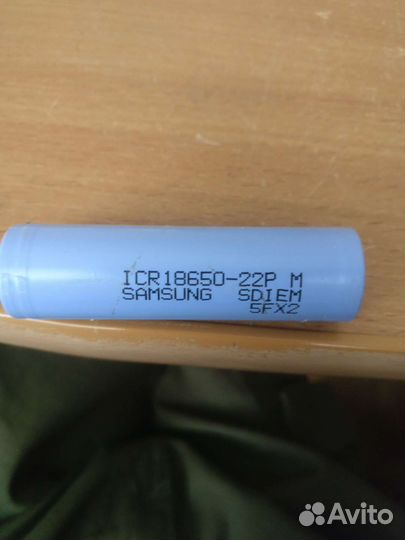 ICR18650-22P M
SAMSUNG SDIEM
5FX2
Avito